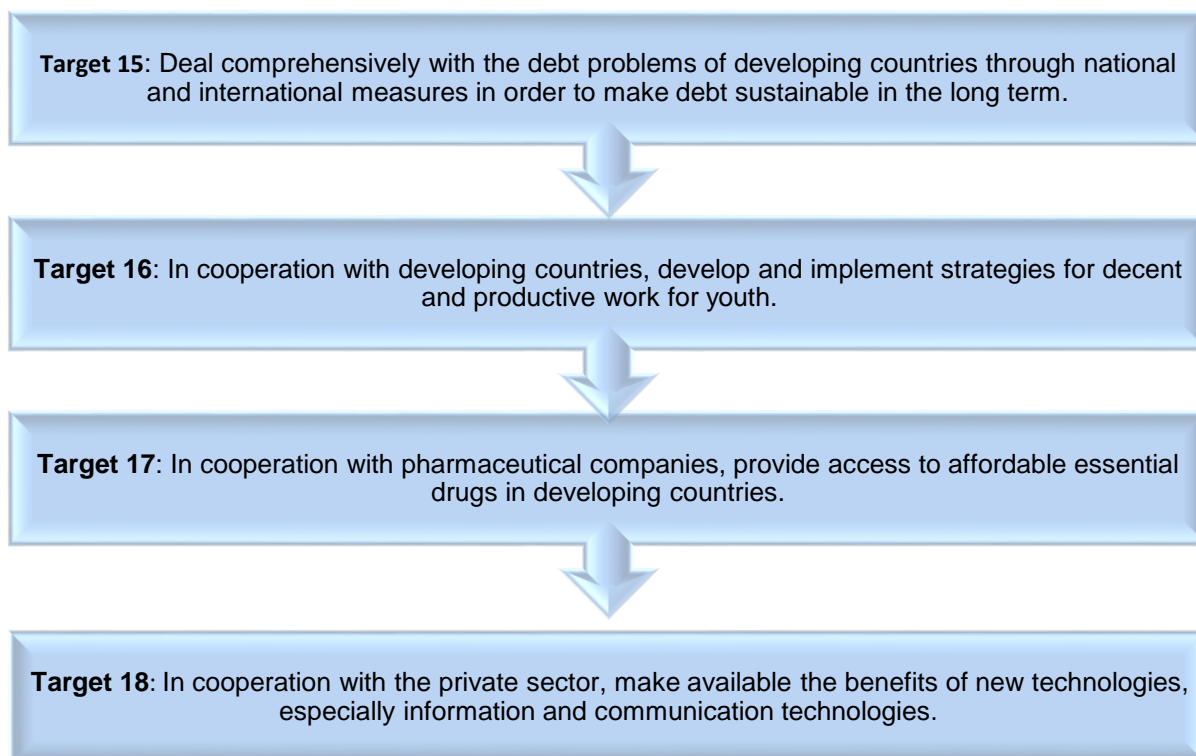 Target 15: Deal comprehensively with the debt problems of developing countries through national
and international measures in order to make debt sustainable in the long term.
Target 16: In cooperation with developing countries, develop and implement strategies for decent
and productive work for youth.
Target 17: In cooperation with pharmaceutical companies, provide access to affordable essential
drugs in developing countries.
Target 18: In cooperation with the private sector, make available the benefits of new technologies,
especially information and communication technologies.